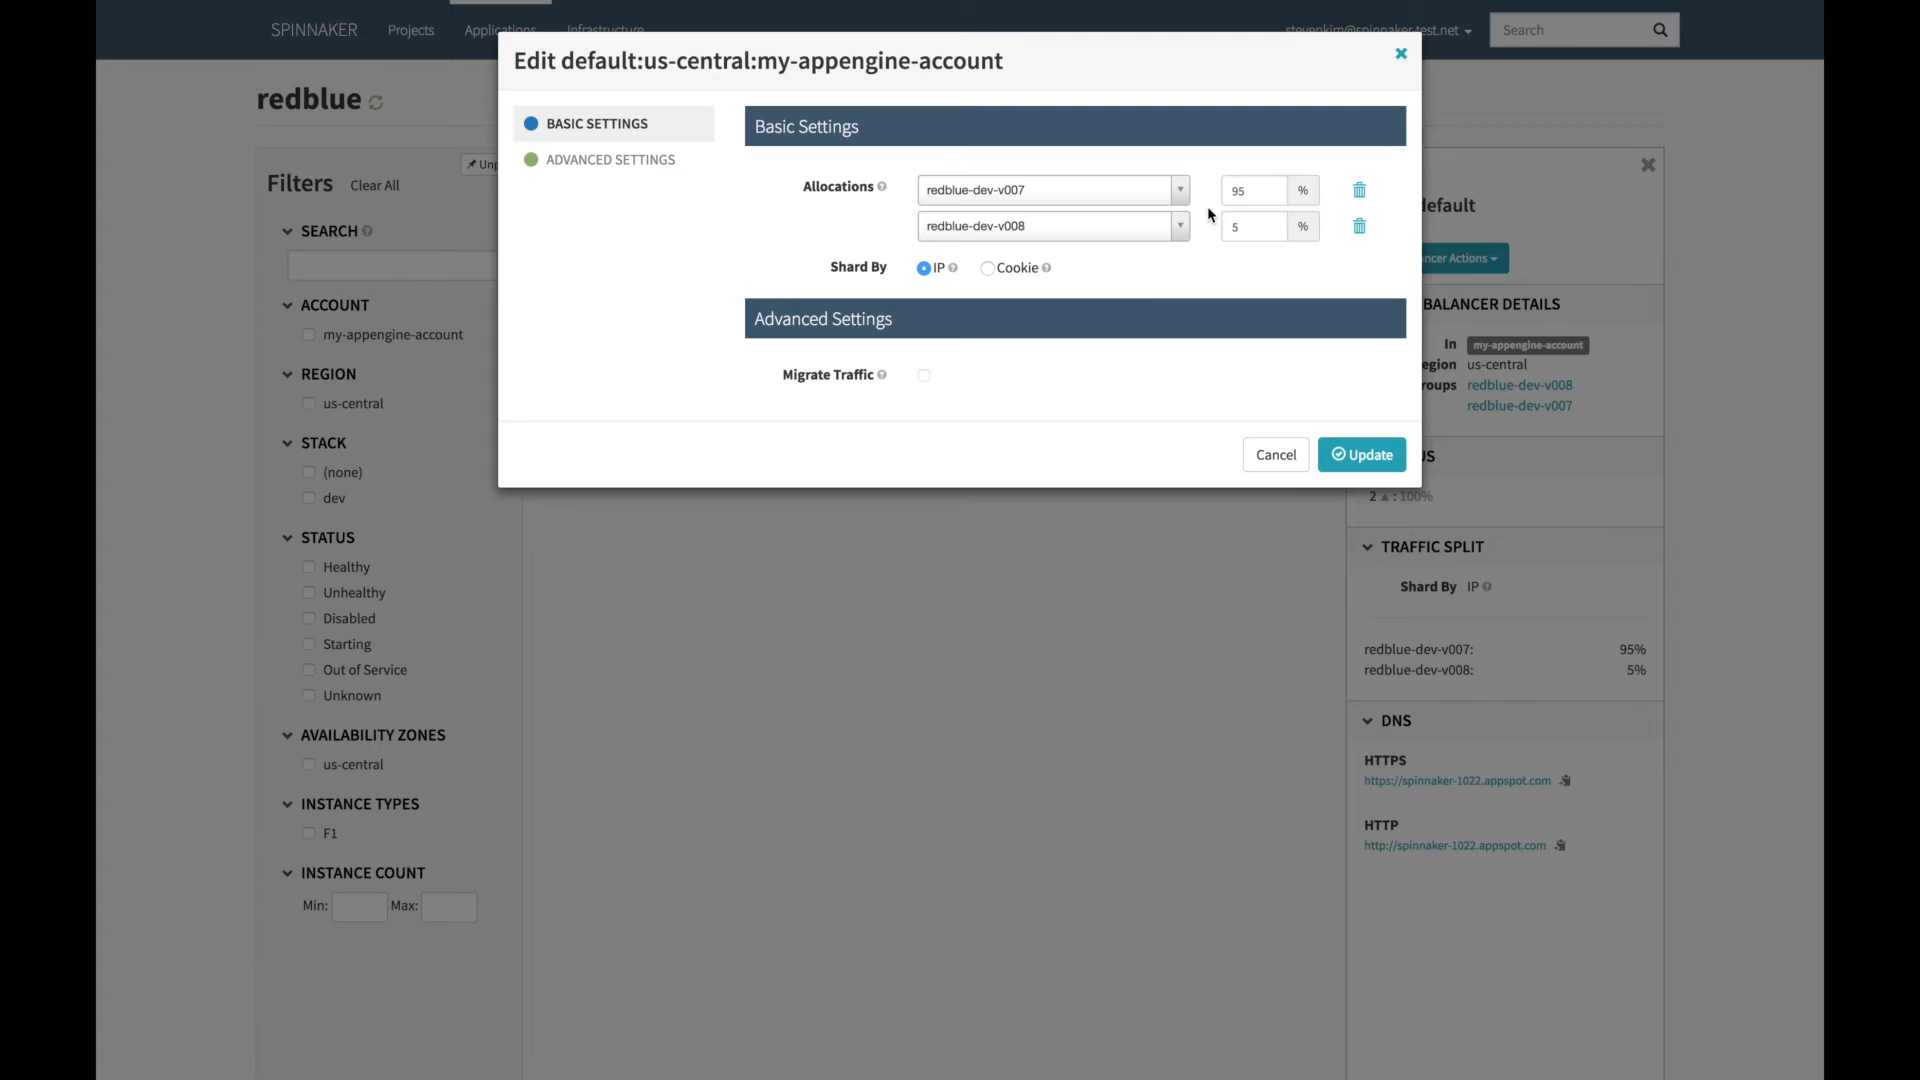 SPINNAKER Projects Applications Infrastructure stevenkim@spinnaker-test.net Search
Edit default:us-central:my-appengine-account
redblue
BASIC SETTINGS
ADVANCED SETTINGS
Basic Settings
Allocations redblue-dev-v007 95 %
redblue-dev-v008 5 %
Shard By IP Cookie
Advanced Settings
Migrate Traffic
Cancel Update
Filters Clear All
SEARCH
ACCOUNT
my-appengine-account
REGION
us-central
STACK
(none)
dev
STATUS
Healthy
Unhealthy
Disabled
Starting
Out of Service
Unknown
AVAILABILITY ZONES
us-central
INSTANCE TYPES
F1
INSTANCE COUNT
Min: Max:
default
Actions
BALANCER DETAILS
In my-appengine-account
us-central
redblue-dev-v008
redblue-dev-v007
2 : 100%
TRAFFIC SPLIT
Shard By IP
redblue-dev-v007: 95%
redblue-dev-v008: 5%
DNS
HTTPS
https://spinnaker-1022.appspot.com
HTTP
http://spinnaker-1022.appspot.com